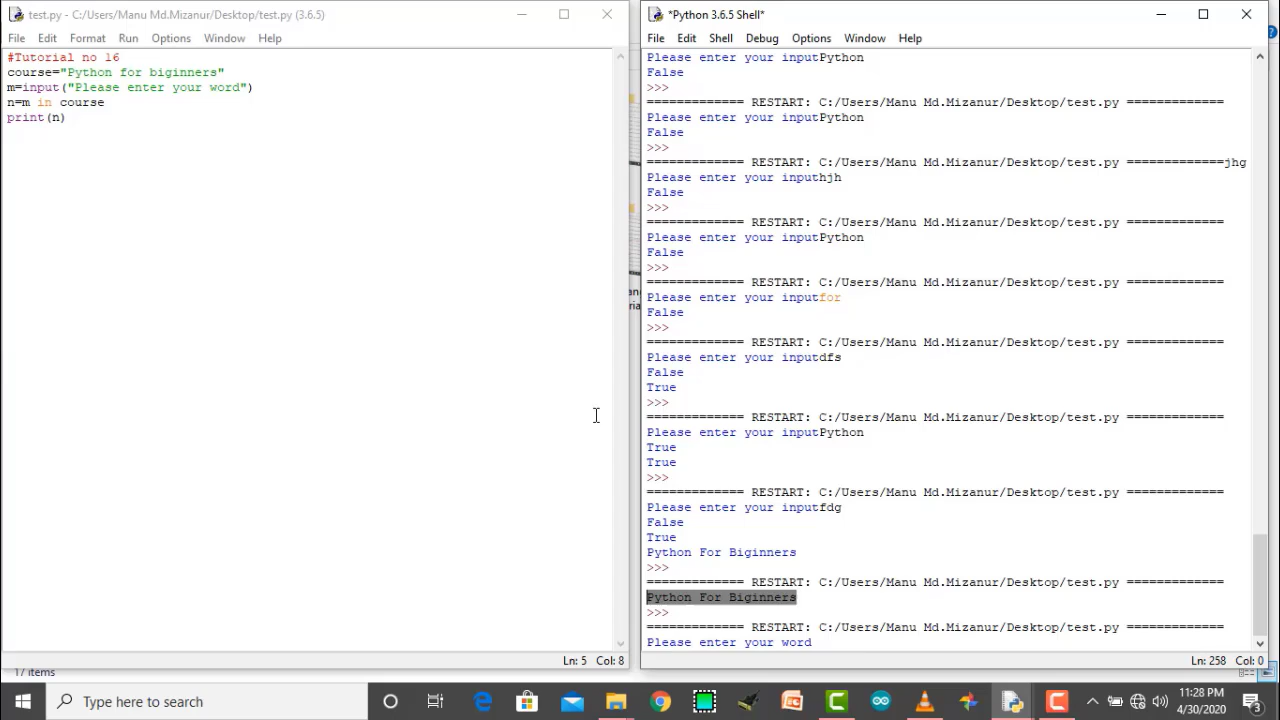 test.py - C:/Users/Manu Md.Mizanur/Desktop/test.py (3.6.5)
File Edit Format Run Options Window Help
#Tutorial no 16
course="Python for biginners"
m=input("Please enter your word")
n=m in course
print(n)
Ln: 5 Col: 8
*Python 3.6.5 Shell*
File Edit Shell Debug Options Window Help
Please enter your inputPython
False
>>>
============= RESTART: C:/Users/Manu Md.Mizanur/Desktop/test.py =============
Please enter your inputPython
False
>>>
============= RESTART: C:/Users/Manu Md.Mizanur/Desktop/test.py =============jhg
Please enter your inputhjh
False
>>>
============= RESTART: C:/Users/Manu Md.Mizanur/Desktop/test.py =============
Please enter your inputPython
False
>>>
============= RESTART: C:/Users/Manu Md.Mizanur/Desktop/test.py =============
Please enter your inputfor
False
>>>
============= RESTART: C:/Users/Manu Md.Mizanur/Desktop/test.py =============
Please enter your inputdfs
False
True
>>>
============= RESTART: C:/Users/Manu Md.Mizanur/Desktop/test.py =============
Please enter your inputPython
True
True
>>>
============= RESTART: C:/Users/Manu Md.Mizanur/Desktop/test.py =============
Please enter your inputfdg
False
True
Python For Biginners
>>>
============= RESTART: C:/Users/Manu Md.Mizanur/Desktop/test.py =============
Python For Biginners
>>>
============= RESTART: C:/Users/Manu Md.Mizanur/Desktop/test.py =============
Please enter your word
Ln: 258 Col: 0
17 items
Type here to search
11:28 PM
4/30/2020
3